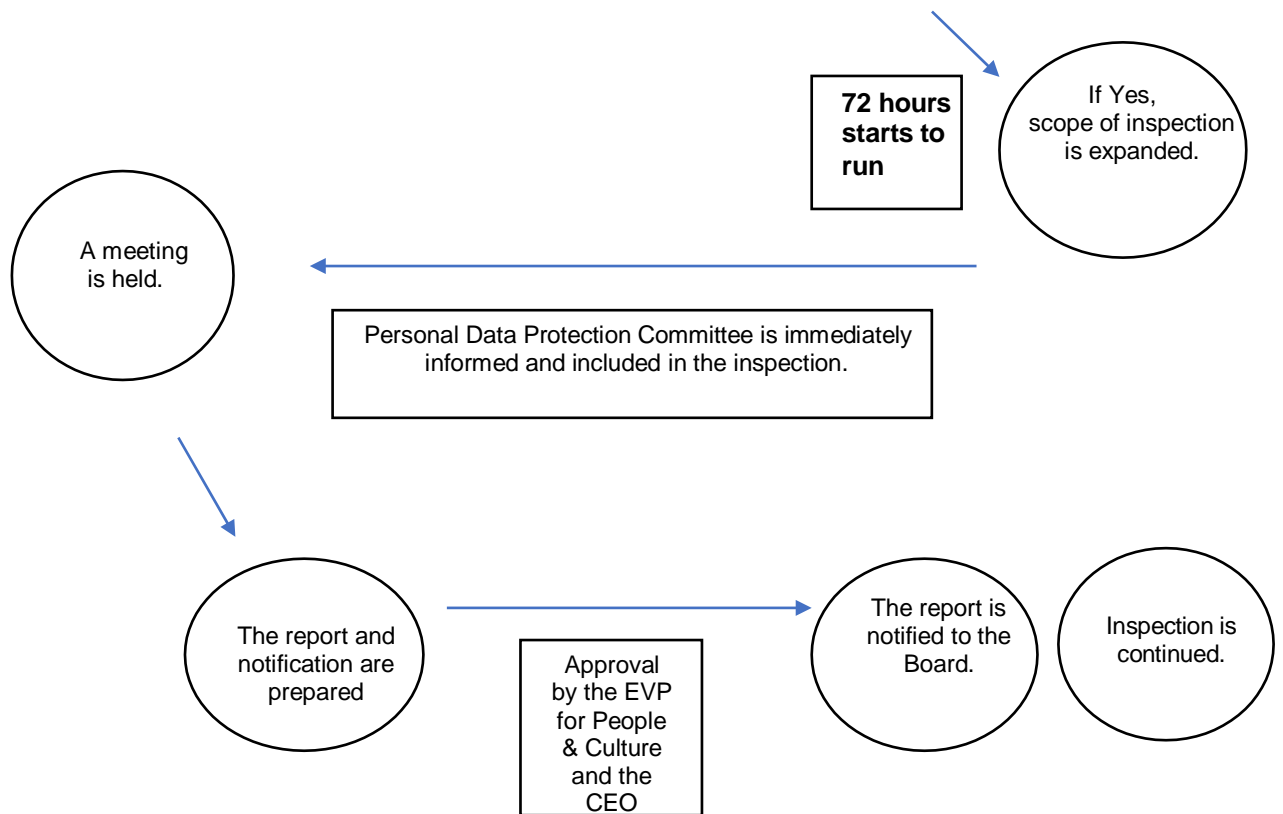 72 hours
starts to
run
If Yes,
scope of inspection
is expanded.
A meeting
is held.
Personal Data Protection Committee is immediately
informed and included in the inspection.
The report and
notification are
prepared
Approval
by the EVP
for People
& Culture
and the
CEO
The report is
notified to the
Board.
Inspection is
continued.